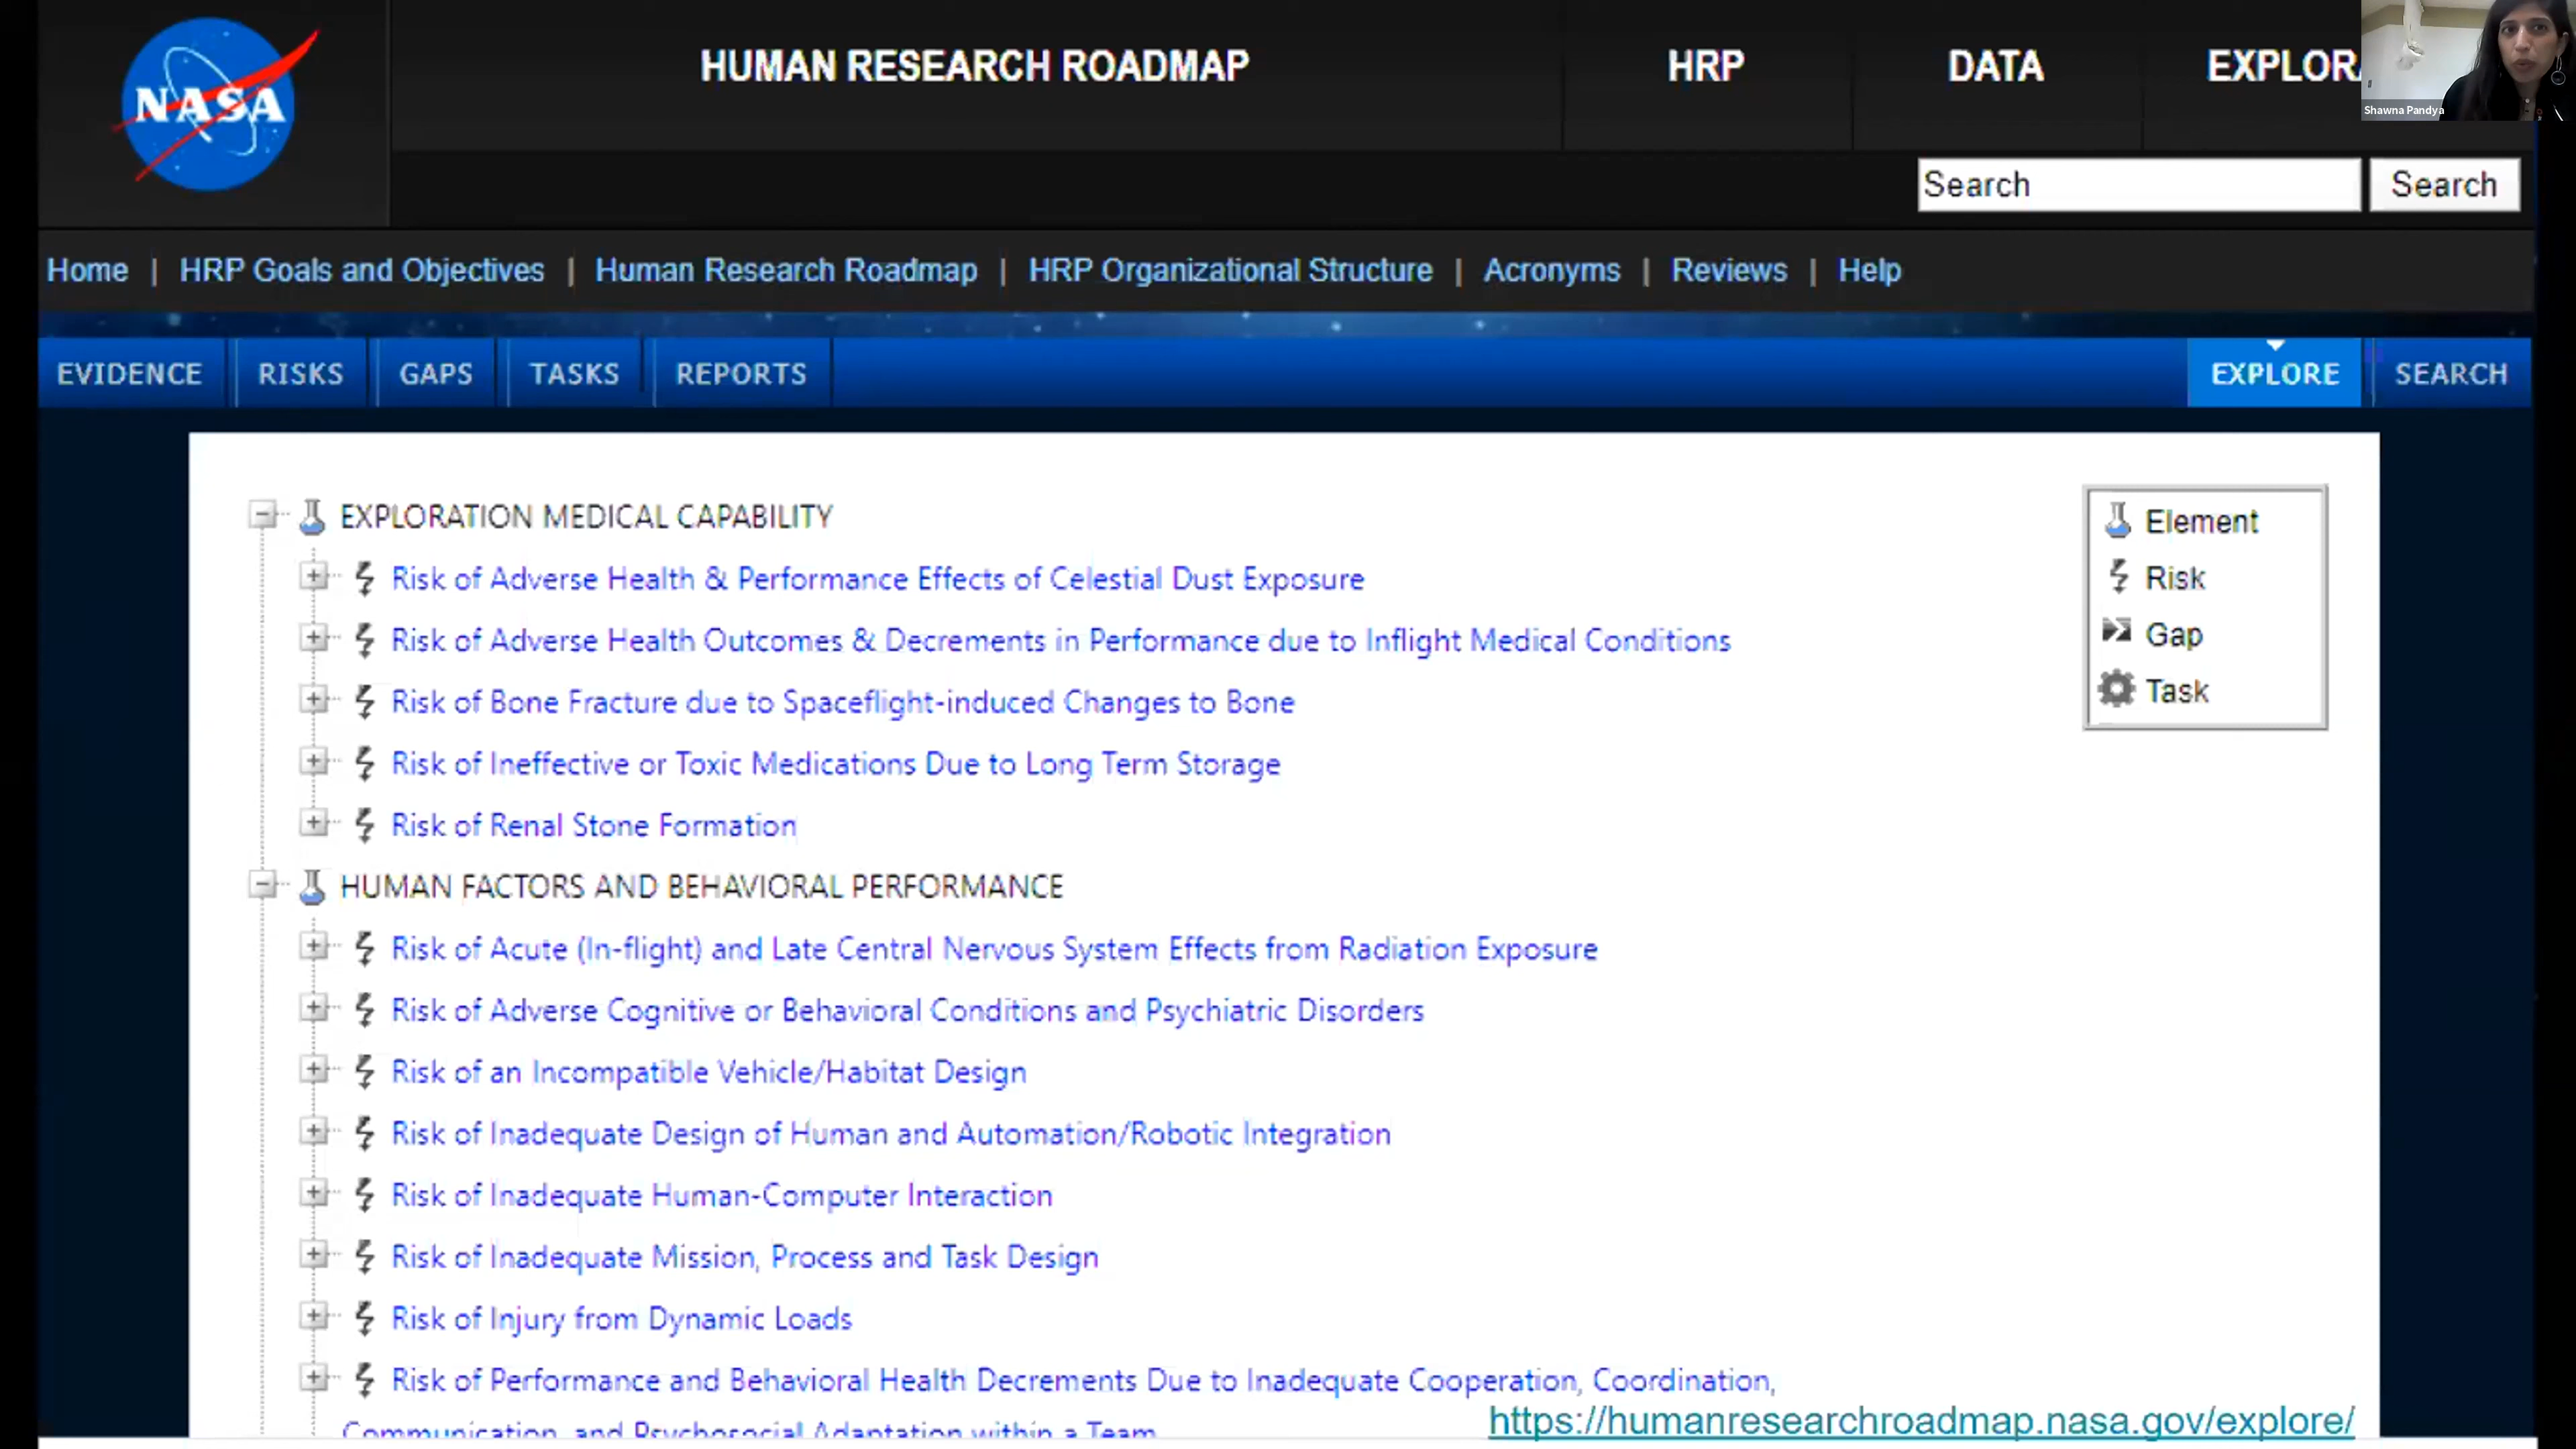 NASA
HUMAN RESEARCH ROADMAP
HRP
DATA
EXPLOR
Shawna Pandya
Search
Search
Home | HRP Goals and Objectives | Human Research Roadmap | HRP Organizational Structure | Acronyms | Reviews | Help
EVIDENCE
RISKS
GAPS
TASKS
REPORTS
EXPLORE
SEARCH
EXPLORATION MEDICAL CAPABILITY
Risk of Adverse Health & Performance Effects of Celestial Dust Exposure
Risk of Adverse Health Outcomes & Decrements in Performance due to Inflight Medical Conditions
Risk of Bone Fracture due to Spaceflight-induced Changes to Bone
Risk of Ineffective or Toxic Medications Due to Long Term Storage
Risk of Renal Stone Formation
HUMAN FACTORS AND BEHAVIORAL PERFORMANCE
Risk of Acute (In-flight) and Late Central Nervous System Effects from Radiation Exposure
Risk of Adverse Cognitive or Behavioral Conditions and Psychiatric Disorders
Risk of an Incompatible Vehicle/Habitat Design
Risk of Inadequate Design of Human and Automation/Robotic Integration
Risk of Inadequate Human-Computer Interaction
Risk of Inadequate Mission, Process and Task Design
Risk of Injury from Dynamic Loads
Risk of Performance and Behavioral Health Decrements Due to Inadequate Cooperation, Coordination,
Communication, and Psychosocial Adaptation within a Team
Element
Risk
Gap
Task
https://humanresearchroadmap.nasa.gov/explore/